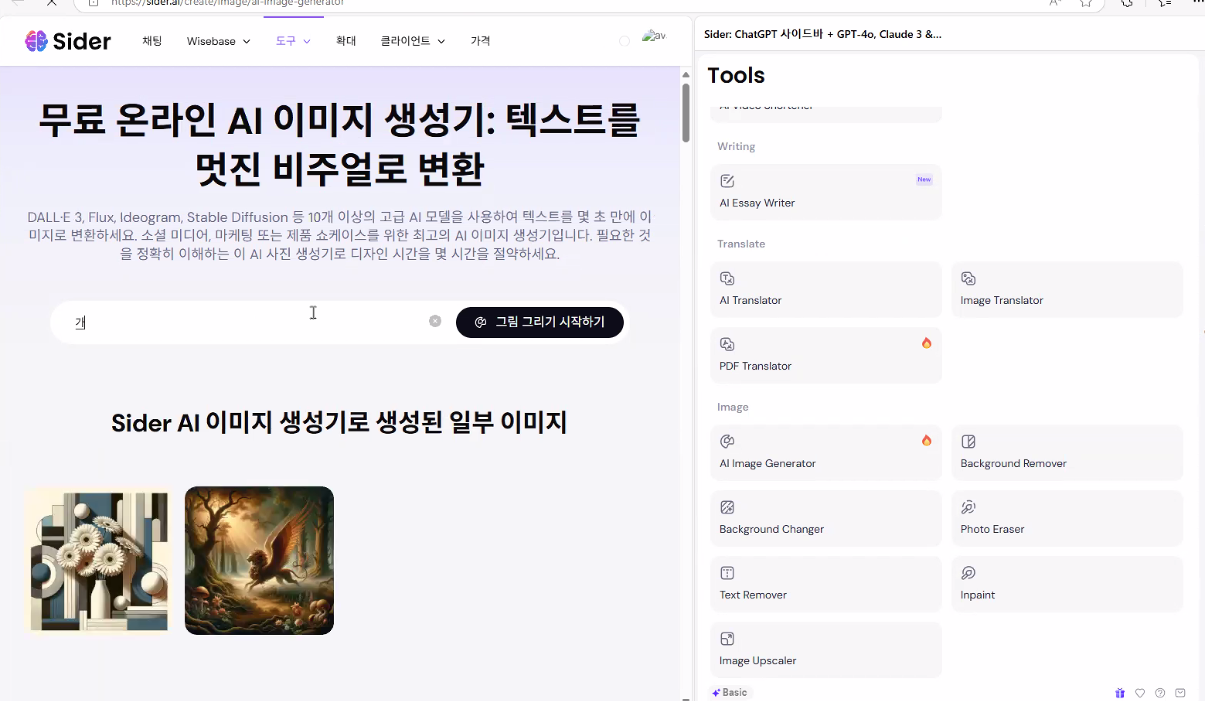 https://sider.ai/create/image/ai-image-generator
Sider
채팅
Wisebase
도구
확대
클라이언트
가격
av
무료 온라인 AI 이미지 생성기: 텍스트를
멋진 비주얼로 변환
DALL·E 3, Flux, Ideogram, Stable Diffusion 등 10개 이상의 고급 AI 모델을 사용하여 텍스트를 몇 초 만에 이
미지로 변환하세요. 소셜 미디어, 마케팅 또는 제품 쇼케이스를 위한 최고의 AI 이미지 생성기입니다. 필요한 것
을 정확히 이해하는 이 AI 사진 생성기로 디자인 시간을 몇 시간을 절약하세요.
개
그림 그리기 시작하기
Sider AI 이미지 생성기로 생성된 일부 이미지
Sider: ChatGPT 사이드바 + GPT-4o, Claude 3 &...
Tools
AI Video Shortener
Writing
New
AI Essay Writer
Translate
AI Translator
Image Translator
PDF Translator
Image
AI Image Generator
Background Remover
Background Changer
Photo Eraser
Text Remover
Inpaint
Image Upscaler
Basic